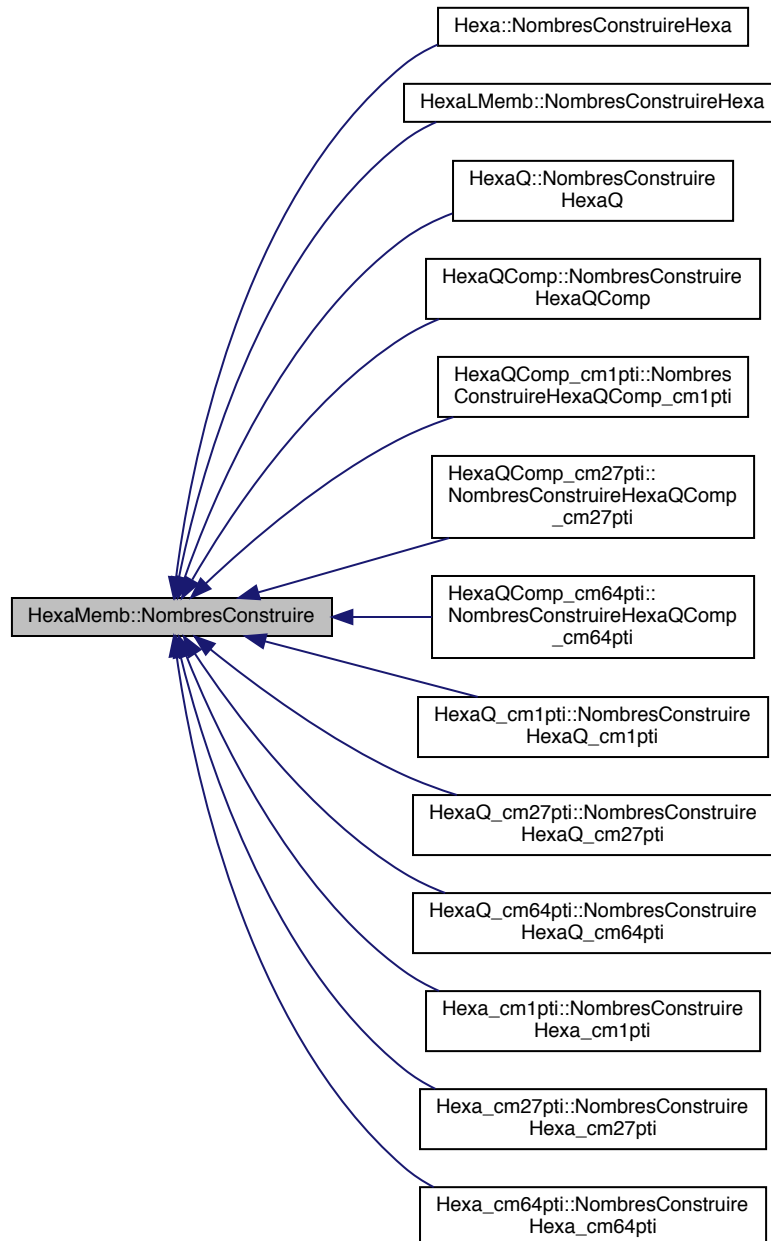 Hexa::NombresConstruireHexa
HexaLMemb::NombresConstruireHexa
HexaQ::NombresConstruire
HexaQ
HexaQComp::NombresConstruire
HexaQComp
HexaQComp_cm1pti::Nombres
ConstruireHexaQComp_cm1pti
HexaQComp_cm27pti::
NombresConstruireHexaQComp
_cm27pti
HexaMemb::NombresConstruire
HexaQComp_cm64pti::
NombresConstruireHexaQComp
_cm64pti
HexaQ_cm1pti::NombresConstruire
HexaQ_cm1pti
HexaQ_cm27pti::NombresConstruire
HexaQ_cm27pti
HexaQ_cm64pti::NombresConstruire
HexaQ_cm64pti
Hexa_cm1pti::NombresConstruire
Hexa_cm1pti
Hexa_cm27pti::NombresConstruire
Hexa_cm27pti
Hexa_cm64pti::NombresConstruire
Hexa_cm64pti